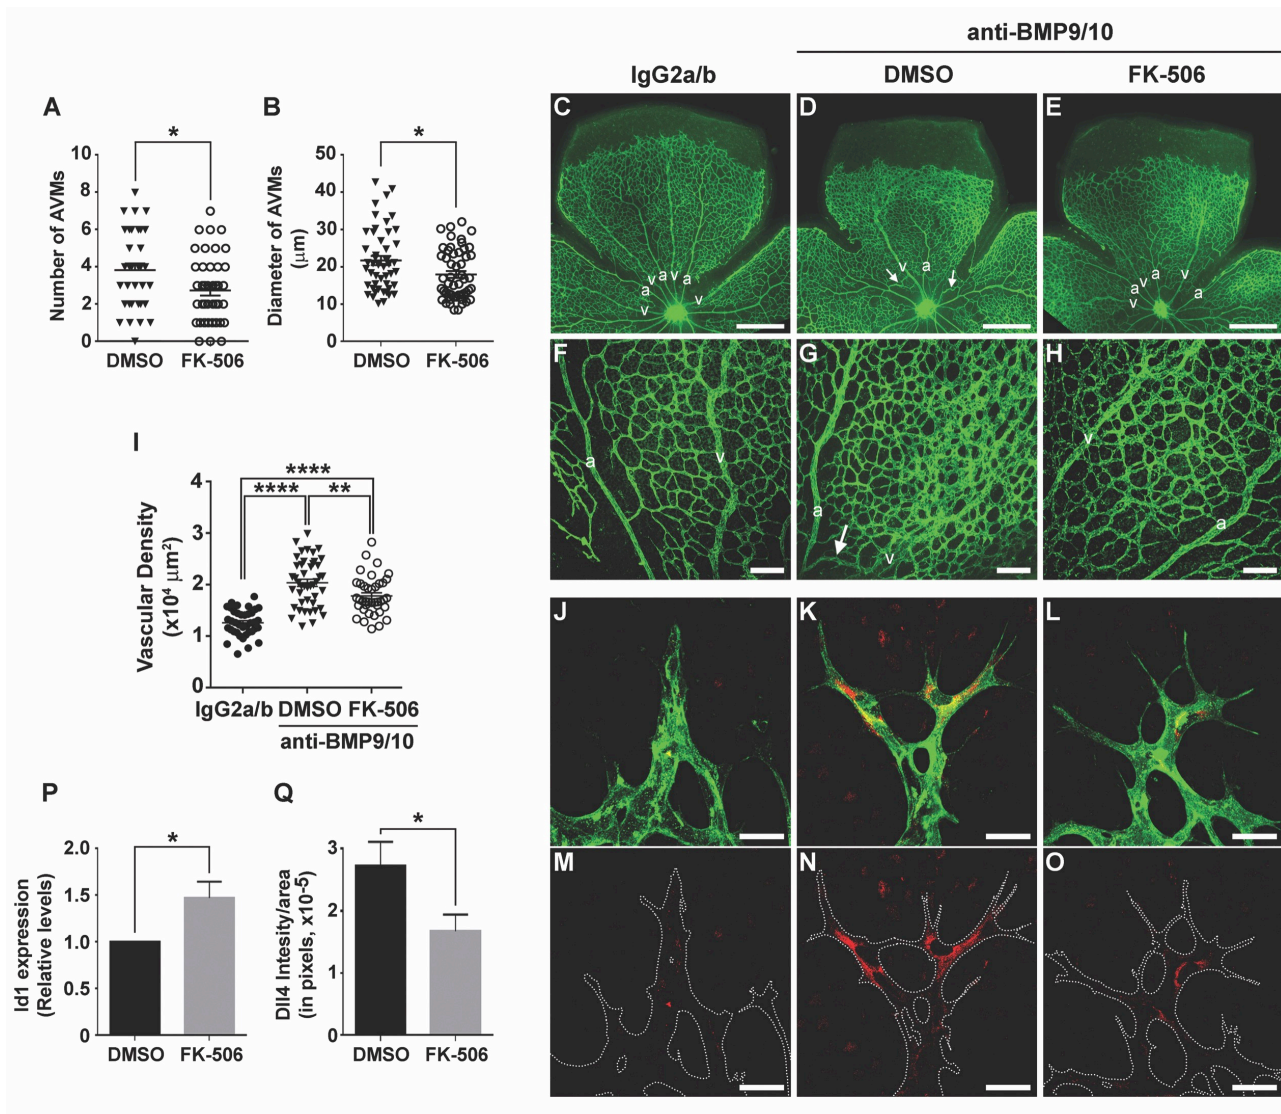 anti-BMP9/10
IgG2a/b DMSO FK-506
A
*
Number of AVMs
10
8
6
4
2
0
DMSO FK-506
B
*
Diameter of AVMs
(μm)
50
40
30
20
10
0
DMSO FK-506
C
v a v a
a
v
v
D
v a
E
a v
a
v
v
a
F
a
v
G
a
v
H
v
a
I
****
**** **
Vascular Density
(x10⁴ μm²)
4
3
2
1
0
IgG2a/b DMSO FK-506
anti-BMP9/10
J
K
L
M
N
O
P
*
Id1 expression
(Relative levels)
2.0
1.5
1.0
0.5
0
DMSO FK-506
Q
*
Dll4 Intesity/area
(in pixels, x10-5)
3
2
1
0
DMSO FK-506